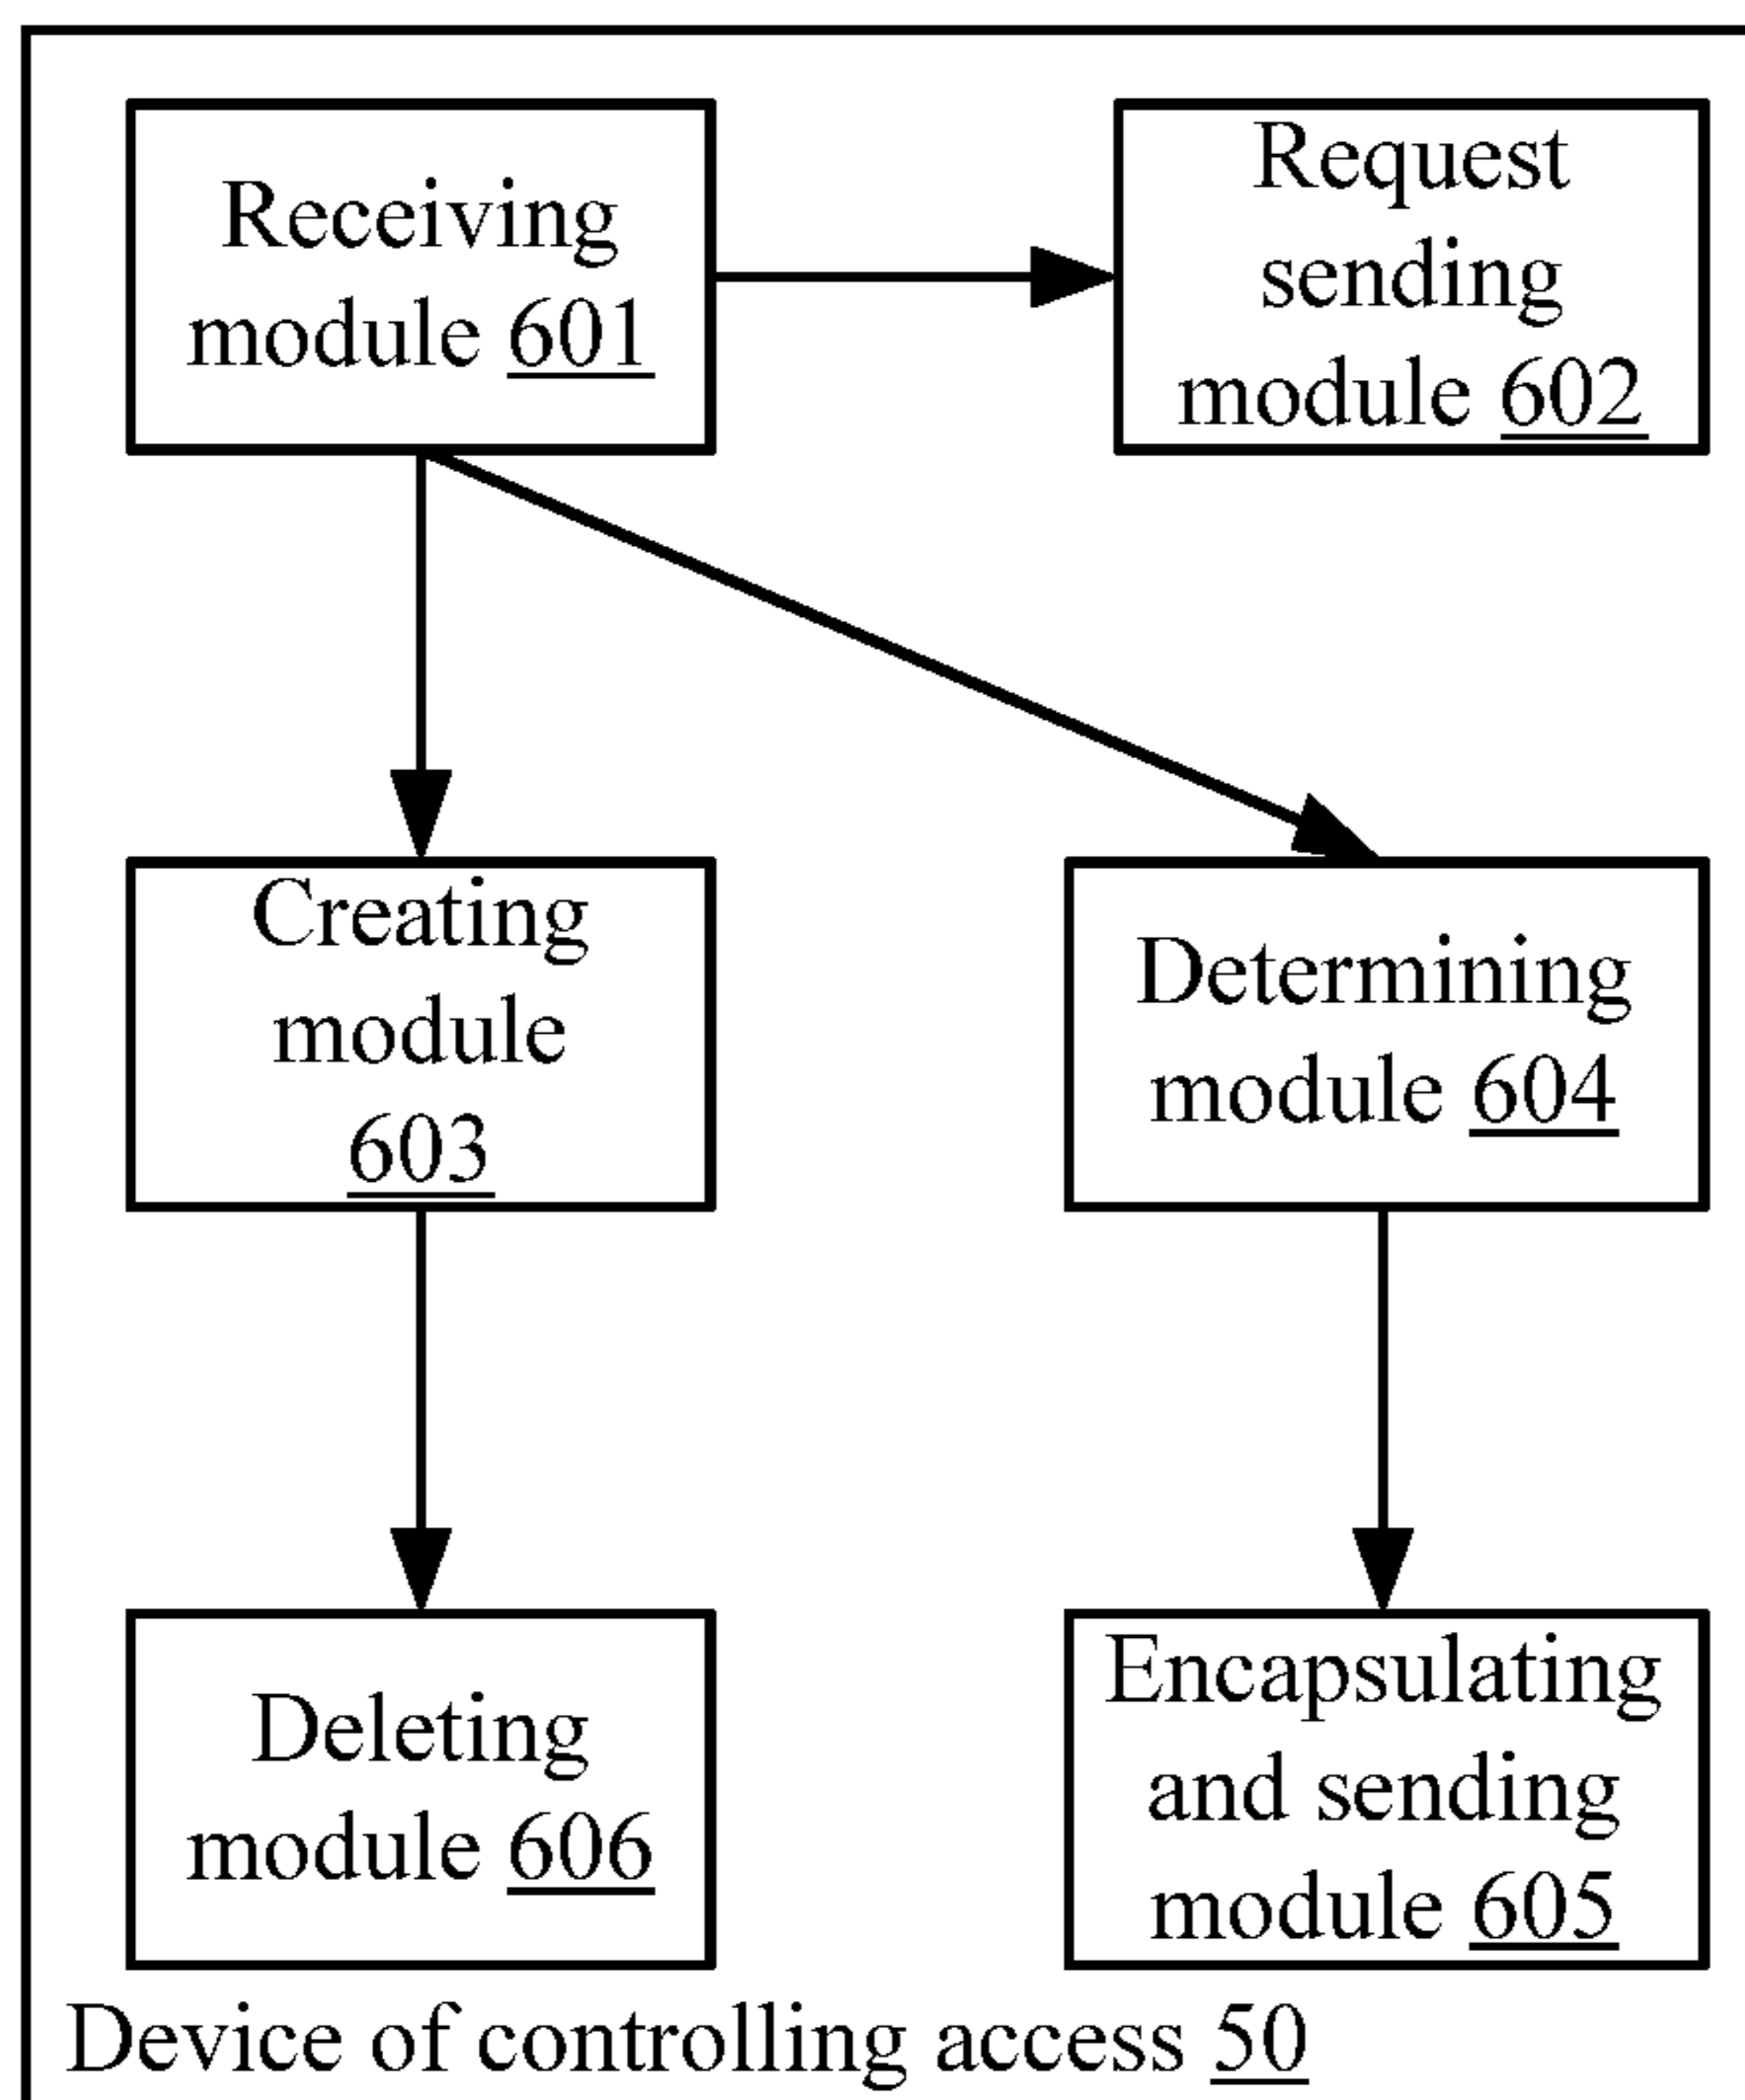 Receiving
module 601
Request
sending
module 602
Creating
module
603
Determining
module 604
Deleting
module 606
Encapsulating
and sending
module 605
Device of controlling access 50